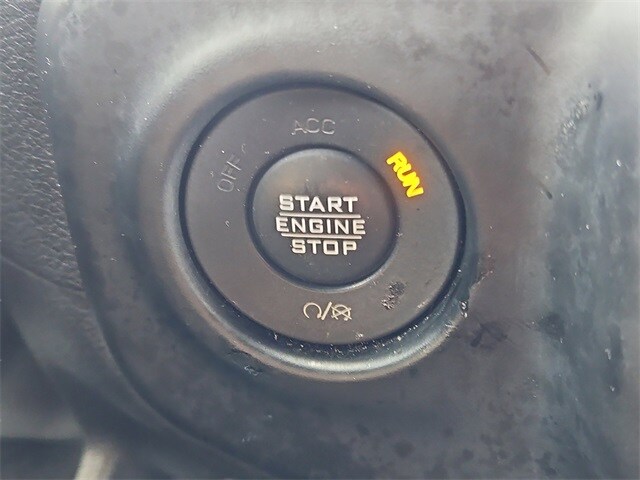 ACC
OFF
RUN
START
ENGINE
STOP